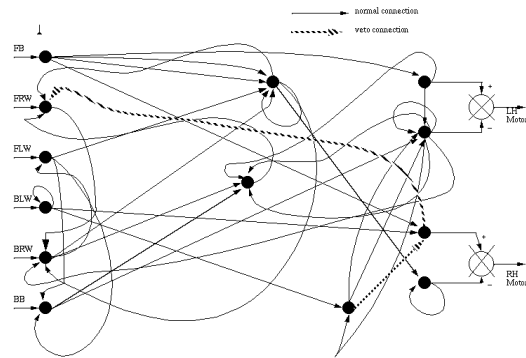 normal connection
veto connection
FB
FRW
FLW
BLW
BRW
BB
+
LH
Motor
−
+
RH
Motor
−